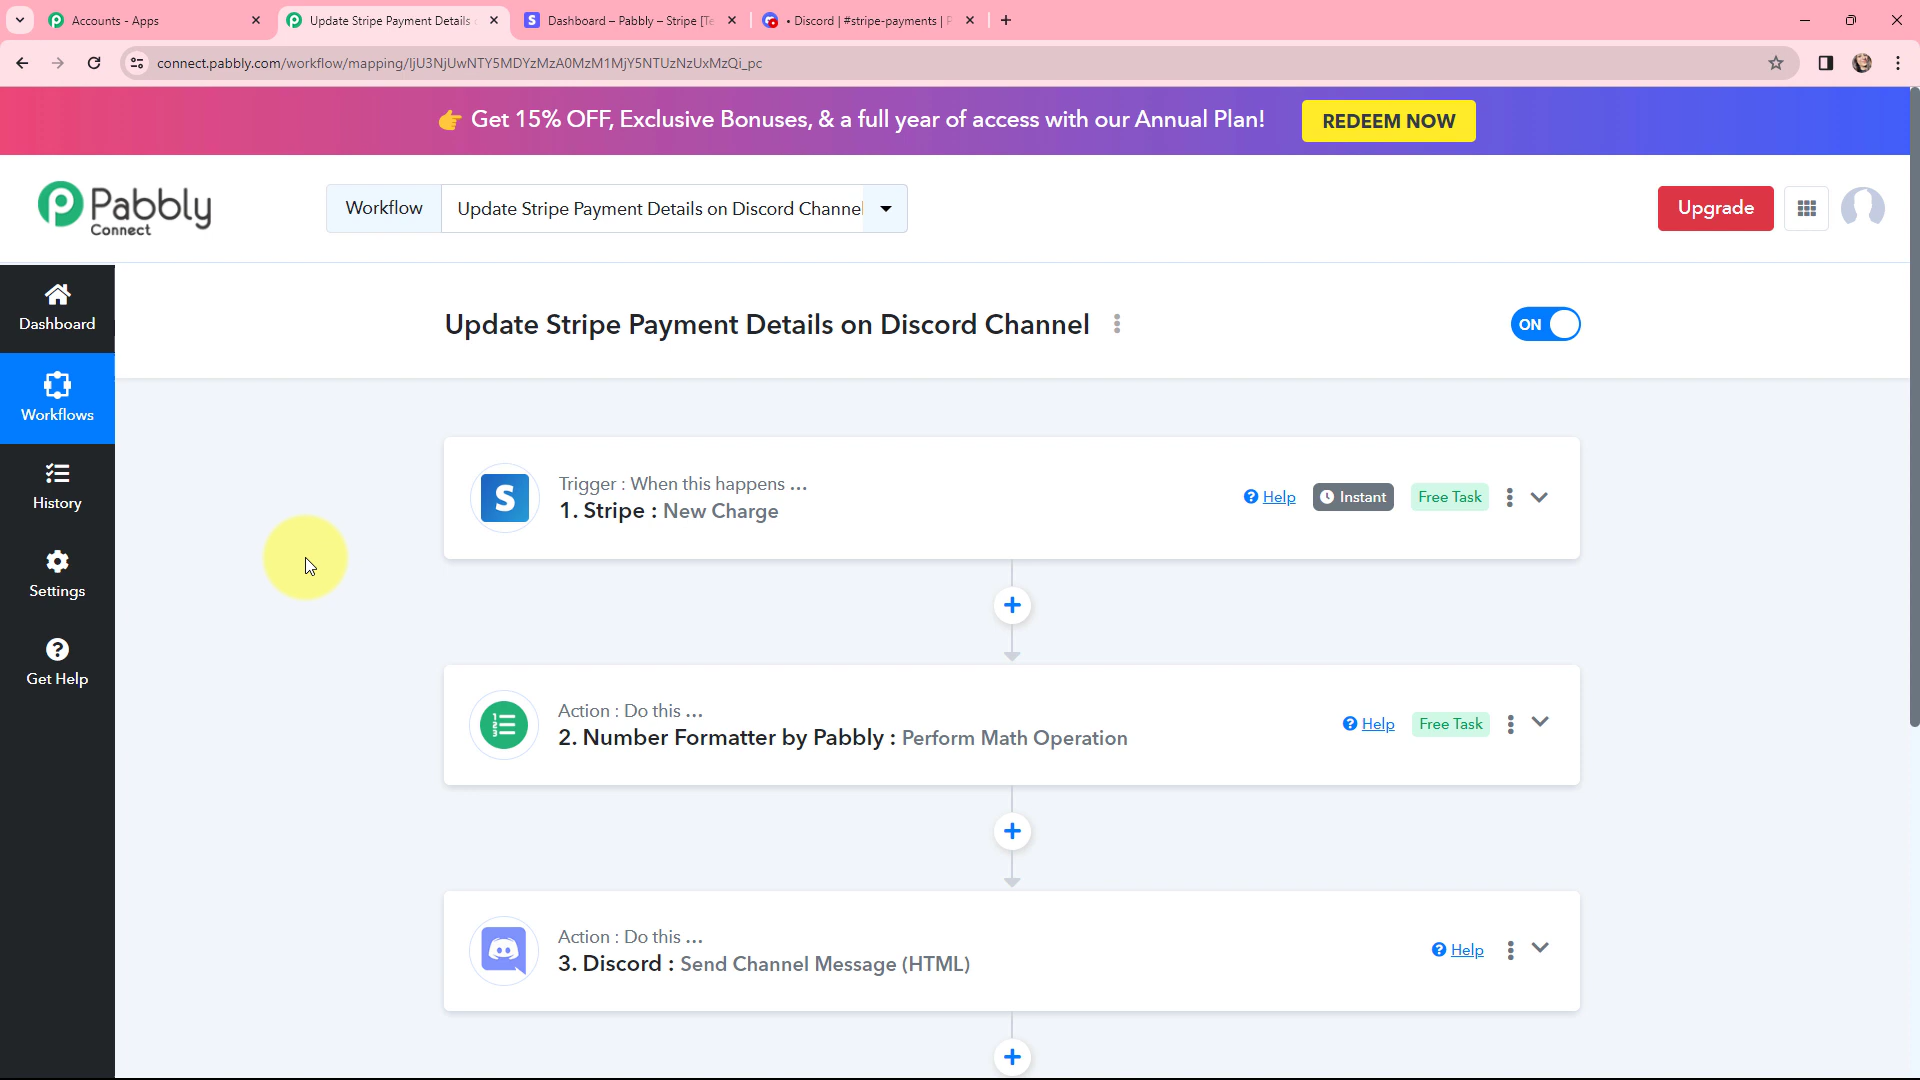 Accounts - Apps
Update Stripe Payment Details
Dashboard – Pabbly – Stripe [Te
• Discord | #stripe-payments |
connect.pabbly.com/workflow/mapping/IjU3NjUwNTY5MDYzMzA0MzM1MjY5NTUzNzUxMzQi_pc
👉 Get 15% OFF, Exclusive Bonuses, & a full year of access with our Annual Plan!
REDEEM NOW
Pabbly
Connect
Workflow
Update Stripe Payment Details on Discord Channel
Upgrade
Dashboard
Workflows
History
Settings
Get Help
Update Stripe Payment Details on Discord Channel
ON
S
Trigger : When this happens ...
1. Stripe : New Charge
Help
Instant
Free Task
Action : Do this ...
2. Number Formatter by Pabbly : Perform Math Operation
Help
Free Task
Action : Do this ...
3. Discord : Send Channel Message (HTML)
Help